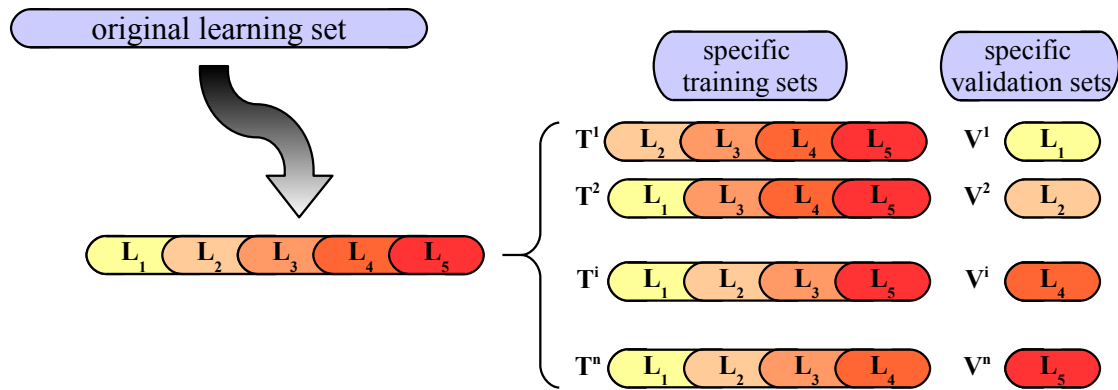 original learning set
specific
training sets
specific
validation sets
T¹ L₂ L₃ L₄ L₅ V¹ L₁
T² L₁ L₃ L₄ L₅ V² L₂
L₁ L₂ L₃ L₄ L₅
Tⁱ L₁ L₂ L₃ L₅ Vⁱ L₄
Tⁿ L₁ L₂ L₃ L₄ Vⁿ L₅